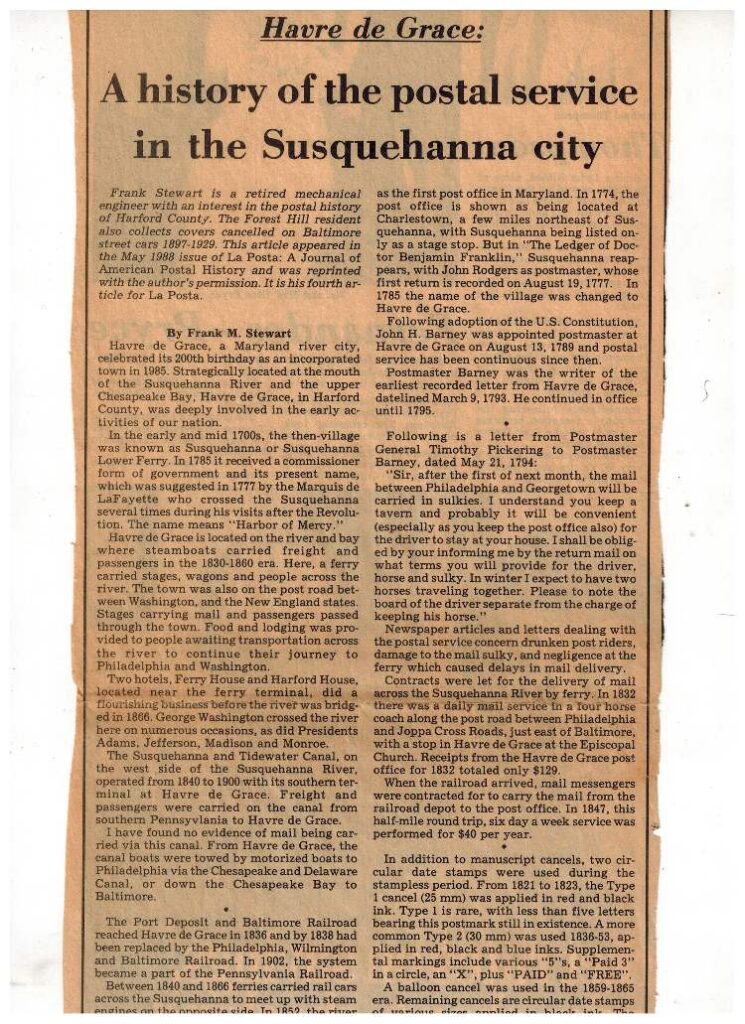 Havre de Grace:
A history of the postal service
in the Susquehanna city
Frank Stewart is a retired mechanical
engineer with an interest in the postal history
of Harford County. The Forest Hill resident
also collects covers cancelled on Baltimore
street cars 1897-1929. This article appeared in
the May 1988 issue of La Posta: A Journal of
American Postal History and was reprinted
with the author's permission. It is his fourth ar-
ticle for La Posta.
By Frank M. Stewart
Havre de Grace, a Maryland river city,
celebrated its 200th birthday as an incorporated
town in 1985. Strategically located at the mouth
of the Susquehanna River and the upper
Chesapeake Bay, Havre de Grace, in Harford
County, was deeply involved in the early ac-
tivities of our nation.
In the early and mid 1700s, the then-village
was known as Susquehanna or Susquehanna
Lower Ferry. In 1785 it received a commissioner
form of government and its present name,
which was suggested in 1777 by the Marquis de
LaFayette who crossed the Susquehanna
several times during his visits after the Revolu-
tion. The name means "Harbor of Mercy."
Havre de Grace is located on the river and bay
where steamboats carried freight and
passengers in the 1830-1860 era. Here, a ferry
carried stages, wagons and people across the
river. The town was also on the post road bet-
ween Washington, and the New England states.
Stages carrying mail and passengers passed
through the town. Food and lodging was pro-
vided to people awaiting transportation across
the river to continue their journey to
Philadelphia and Washington.
Two hotels, Ferry House and Harford House,
located near the ferry terminal, did a
flourishing business before the river was bridg-
ed in 1866. George Washington crossed the river
here on numerous occasions, as did Presidents
Adams, Jefferson, Madison and Monroe.
The Susquehanna and Tidewater Canal, on
the west side of the Susquehanna River,
operated from 1840 to 1900 with its southern ter-
minal at Havre de Grace. Freight and
passengers were carried on the canal from
southern Pennsyvlania to Havre de Grace.
I have found no evidence of mail being car-
ried via this canal. From Havre de Grace, the
canal boats were towed by motorized boats to
Philadelphia via the Chesapeake and Delaware
Canal, or down the Chesapeake Bay to
Baltimore.
The Port Deposit and Baltimore Railroad
reached Havre de Grace in 1836 and by 1838 had
been replaced by the Philadelphia, Wilmington
and Baltimore Railroad. In 1902, the system
became a part of the Pennsylvania Railroad.
Between 1840 and 1866 ferries carried rail cars
across the Susquehanna to meet up with steam
engines on the opposite side. In 1852, the river
as the first post office in Maryland. In 1774, the
post office is shown as being located at
Charlestown, a few miles northeast of Sus-
quehanna, with Susquehanna being listed on-
ly as a stage stop. But in "The Ledger of Doc-
tor Benjamin Franklin," Susquehanna reap-
pears, with John Rodgers as postmaster, whose
first return is recorded on August 19, 1777. In
1785 the name of the village was changed to
Havre de Grace.
Following adoption of the U.S. Constitution,
John H. Barney was appointed postmaster at
Havre de Grace on August 13, 1789 and postal
service has been continuous since then.
Postmaster Barney was the writer of the
earliest recorded letter from Havre de Grace,
datelined March 9, 1793. He continued in office
until 1795.
Following is a letter from Postmaster
General Timothy Pickering to Postmaster
Barney, dated May 21, 1794:
"Sir, after the first of next month, the mail
between Philadelphia and Georgetown will be
carried in sulkies. I understand you keep a
tavern and probably it will be convenient
(especially as you keep the post office also) for
the driver to stay at your house. I shall be oblig-
ed by your informing me by the return mail on
what terms you will provide for the driver,
horse and sulky. In winter I expect to have two
horses traveling together. Please to note the
board of the driver separate from the charge of
keeping his horse."
Newspaper articles and letters dealing with
the postal service concern drunken post riders,
damage to the mail sulky, and negligence at the
ferry which caused delays in mail delivery.
Contracts were let for the delivery of mail
across the Susquehanna River by ferry. In 1832
there was a daily mail service in a four horse
coach along the post road between Philadelphia
and Joppa Cross Roads, just east of Baltimore,
with a stop in Havre de Grace at the Episcopal
Church. Receipts from the Havre de Grace post
office for 1832 totaled only $129.
When the railroad arrived, mail messengers
were contracted for to carry the mail from the
railroad depot to the post office. In 1847, this
half-mile round trip, six day a week service was
performed for $40 per year.
In addition to manuscript cancels, two cir-
cular date stamps were used during the
stampless period. From 1821 to 1823, the Type
1 cancel (25 mm) was applied in red and black
ink. Type 1 is rare, with less than five letters
bearing this postmark still in existence. A more
common Type 2 (30 mm) was used 1836-53, ap-
plied in red, black and blue inks. Supplemen-
tal markings include various "5"s, a "Paid 3"
in a circle, an "X", plus "PAID" and "FREE".
A balloon cancel was used in the 1859-1865
era. Remaining cancels are circular date stamps
of various sizes applied in black ink. The